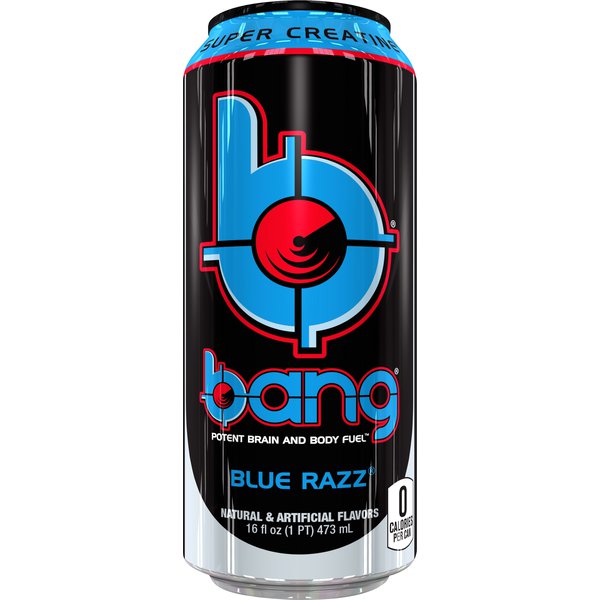 SUPER CREATINE
b
®
bang®
POTENT BRAIN AND BODY FUEL™
BLUE RAZZ®
NATURAL & ARTIFICIAL FLAVORS
16 fl oz (1 PT) 473 mL
0
CALORIES
PER CAN